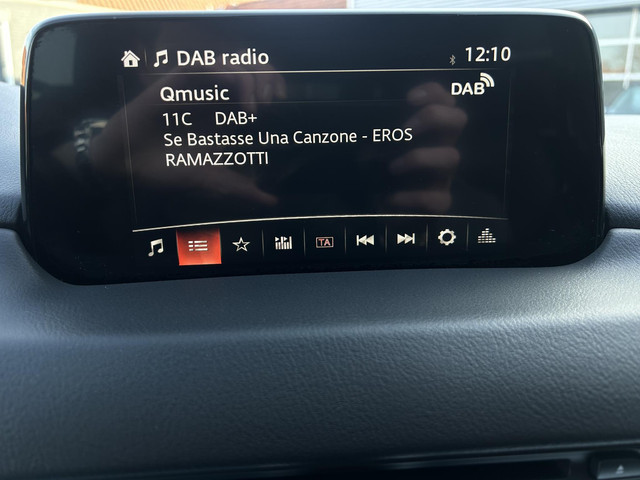 DAB radio 12:10
Qmusic DAB
11C DAB+
Se Bastasse Una Canzone - EROS
RAMAZZOTTI
TA